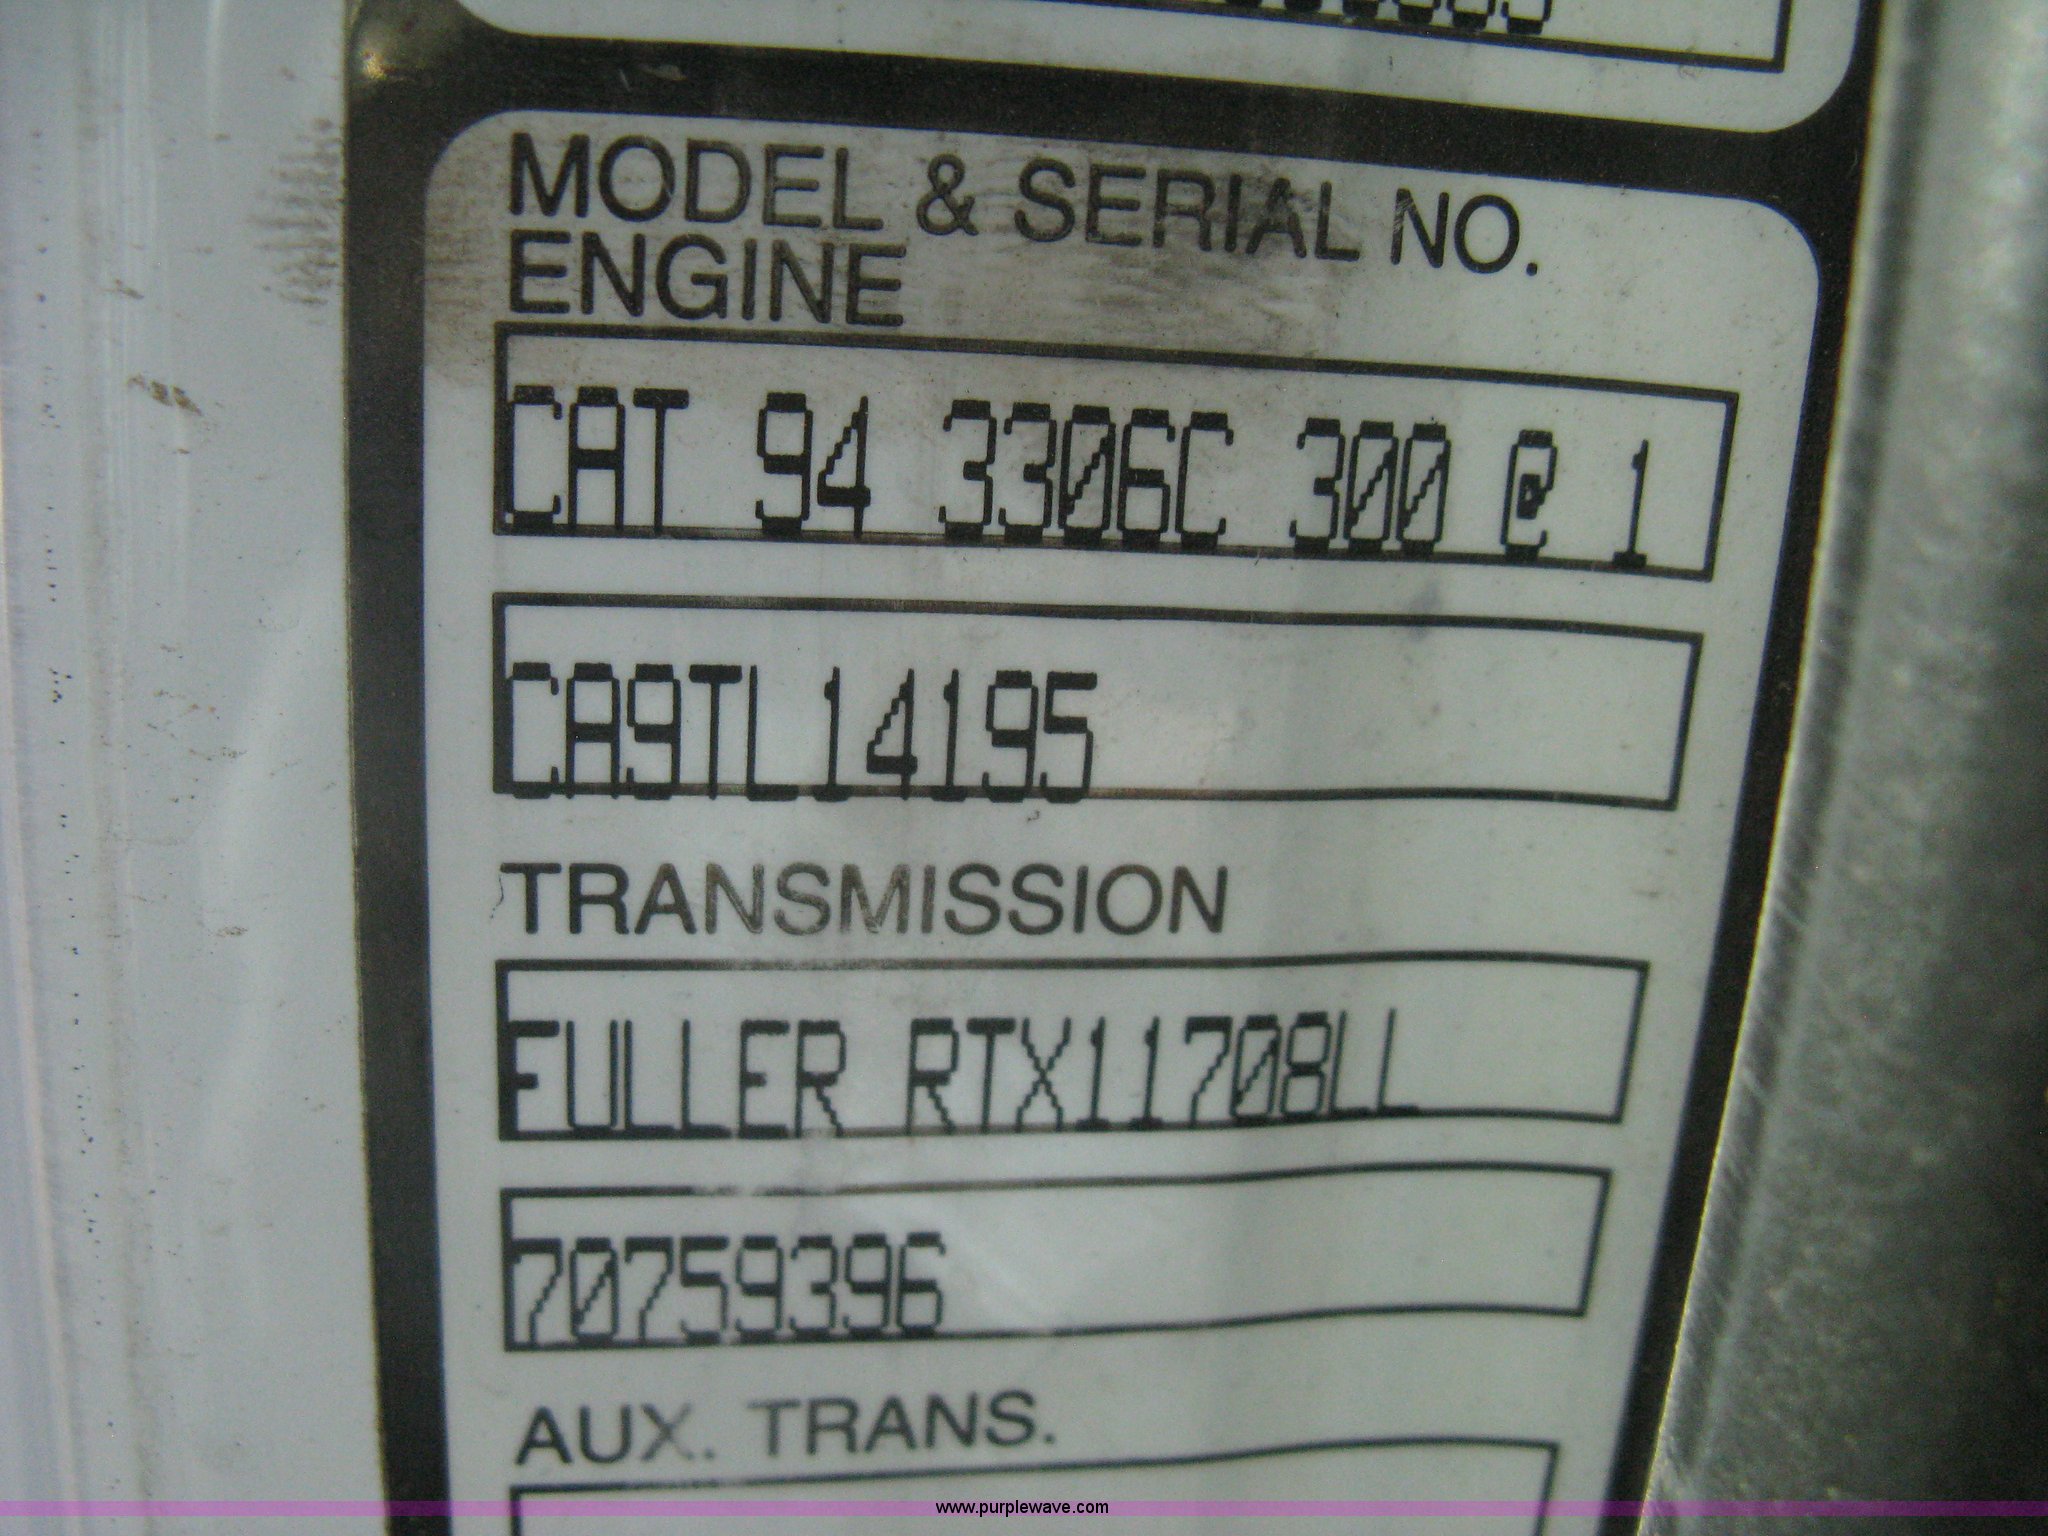 MODEL & SERIAL NO.
ENGINE
CAT 94 3306C 300 @ 1
CA9TL14195
TRANSMISSION
FULLER RTX11708LL
70759396
AUX. TRANS.
www.purplewave.com